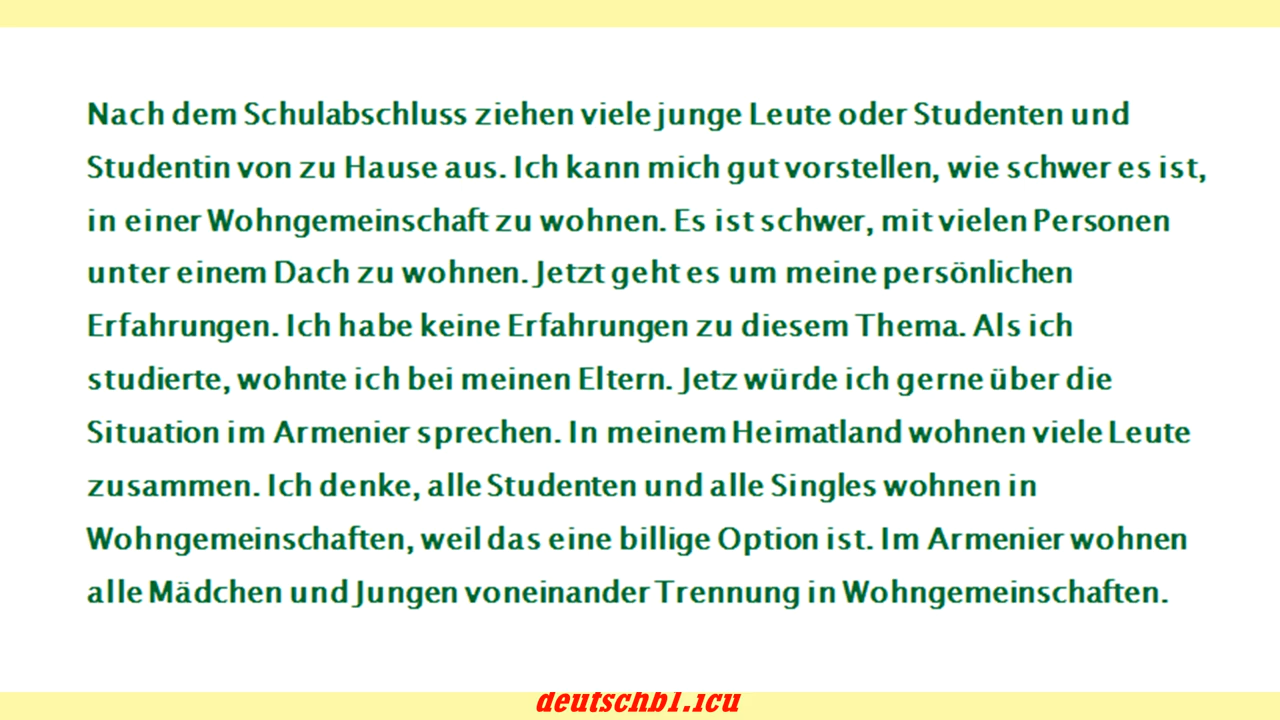 Nach dem Schulabschluss ziehen viele junge Leute oder Studenten und
Studentin von zu Hause aus. Ich kann mich gut vorstellen, wie schwer es ist,
in einer Wohngemeinschaft zu wohnen. Es ist schwer, mit vielen Personen
unter einem Dach zu wohnen. Jetzt geht es um meine persönlichen
Erfahrungen. Ich habe keine Erfahrungen zu diesem Thema. Als ich
studierte, wohnte ich bei meinen Eltern. Jetz würde ich gerne über die
Situation im Armenier sprechen. In meinem Heimatland wohnen viele Leute
zusammen. Ich denke, alle Studenten und alle Singles wohnen in
Wohngemeinschaften, weil das eine billige Option ist. Im Armenier wohnen
alle Mädchen und Jungen voneinander Trennung in Wohngemeinschaften.
deutschb1.icu